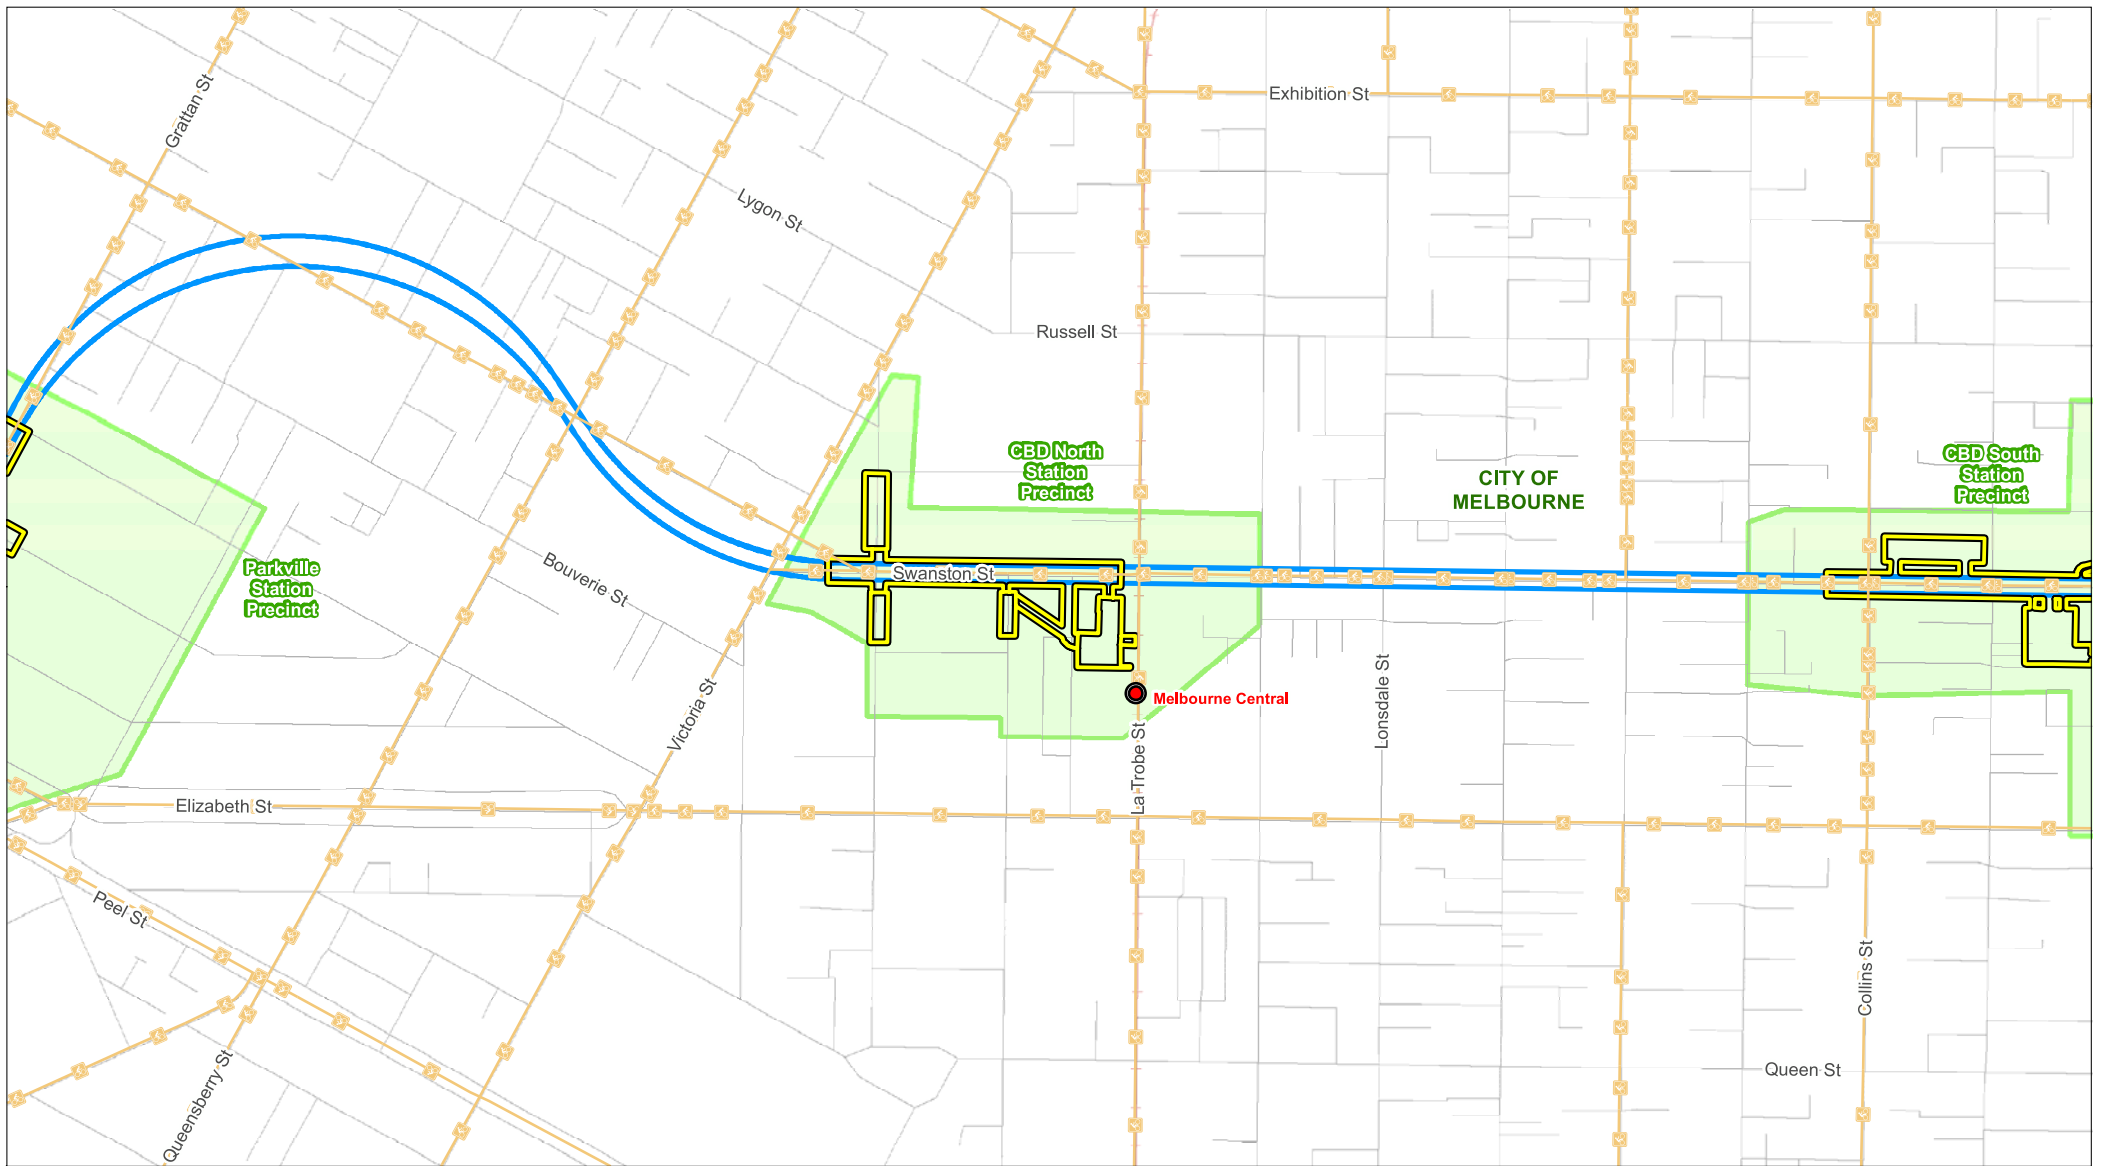 Grattan St
Exhibition St
Lygon St
Russell St
CBD North
Station
Precinct
CITY OF
MELBOURNE
CBD South
Station
Precinct
Parkville
Station
Precinct
Bouverie St
Swanston St
Victoria St
Melbourne Central
Lonsdale St
La Trobe St
Elizabeth St
Peel St
Collins St
Queensberry St
Queen St